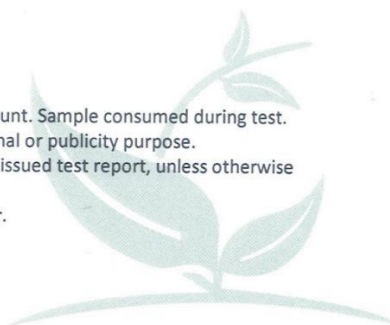 unt. Sample consumed during test.
nal or publicity purpose.
issued test report, unless otherwise
r.